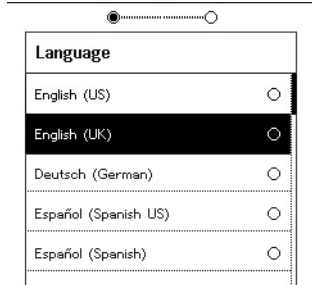 Language
English (US)
English (UK)
Deutsch (German)
Español (Spanish US)
Español (Spanish)